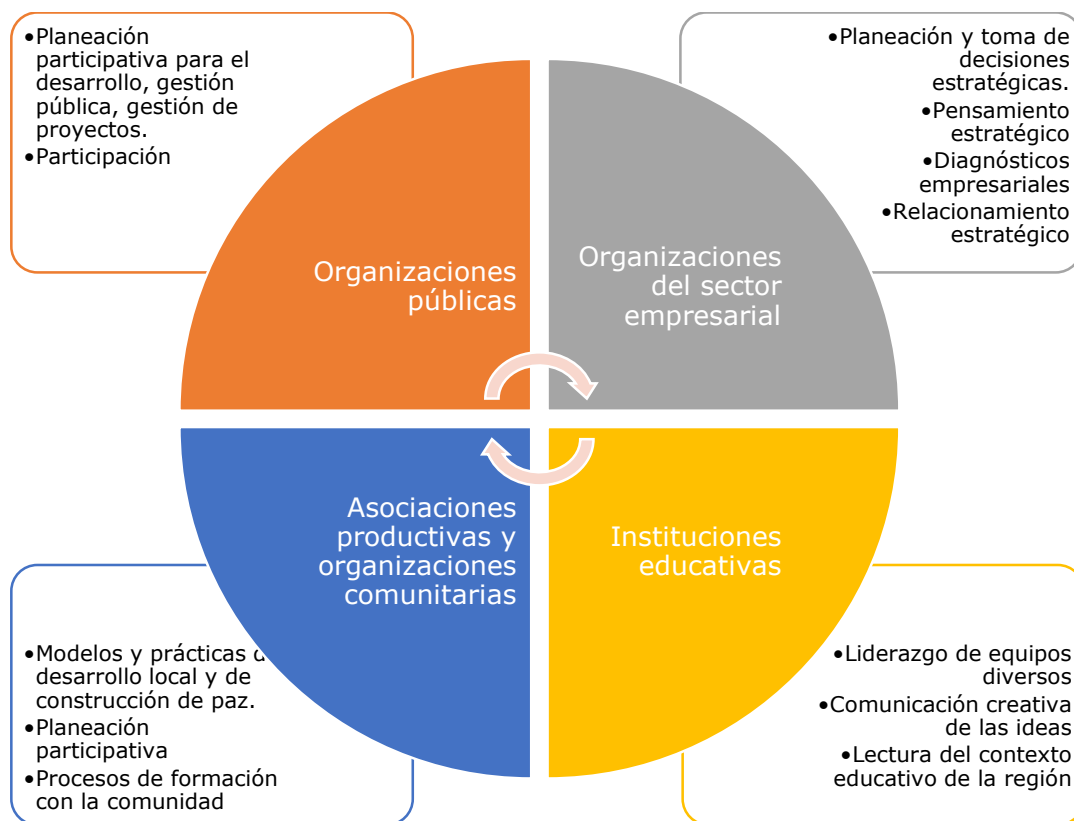 •Planeación
participativa para el
desarrollo, gestión
pública, gestión de
proyectos.
•Participación
•Planeación y toma de
decisiones
estratégicas.
•Pensamiento
estratégico
•Diagnósticos
empresariales
•Relacionamiento
estratégico
Organizaciones
públicas
Organizaciones
del sector
empresarial
Asociaciones
productivas y
organizaciones
comunitarias
Instituciones
educativas
•Modelos y prácticas
desarrollo local y de
construcción de paz.
•Planeación
participativa
•Procesos de formación
con la comunidad
•Liderazgo de equipos
diversos
•Comunicación creativa
de las ideas
•Lectura del contexto
educativo de la región